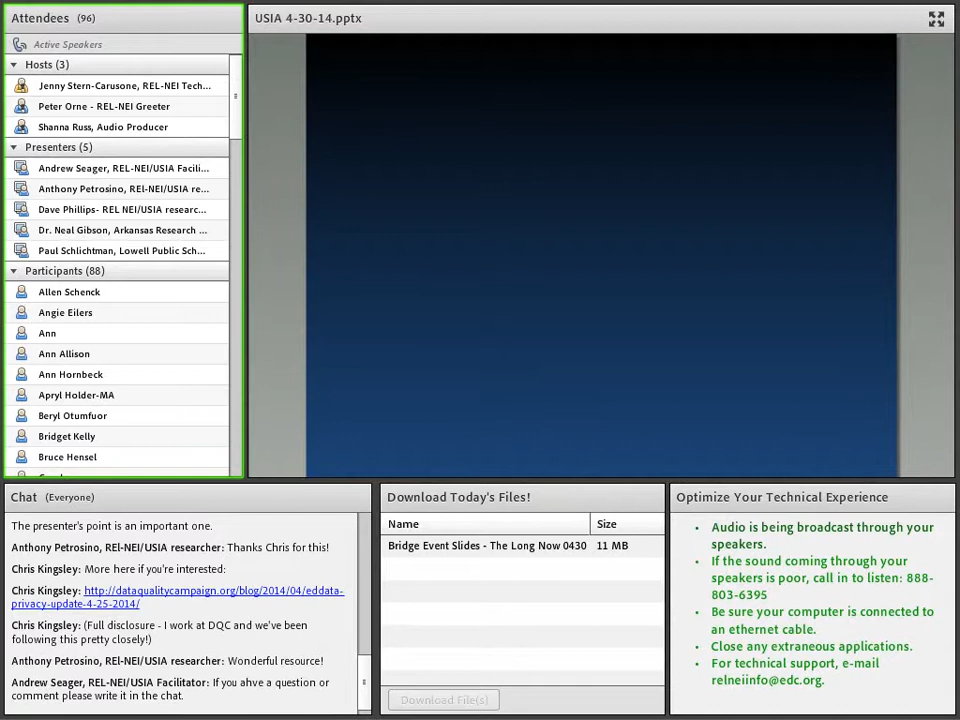 Attendees (96)
Active Speakers
Hosts (3)
Jenny Stern-Carusone, REL-NEI Tech...
Peter Orne - REL-NEI Greeter
Shanna Russ, Audio Producer
Presenters (5)
Andrew Seager, REL-NEI/USIA Facili...
Anthony Petrosino, REl-NEI/USIA re...
Dave Phillips- REL NEI/USIA researc...
Dr. Neal Gibson, Arkansas Research ...
Paul Schlichtman, Lowell Public Sch...
Participants (88)
Allen Schenck
Angie Eilers
Ann
Ann Allison
Ann Hornbeck
Apryl Holder-MA
Beryl Otumfuor
Bridget Kelly
Bruce Hensel
USIA 4-30-14.pptx
Chat (Everyone)
The presenter's point is an important one.
Anthony Petrosino, REl-NEI/USIA researcher: Thanks Chris for this!
Chris Kingsley: More here if you're interested:
Chris Kingsley: http://dataqualitycampaign.org/blog/2014/04/eddata-
privacy-update-4-25-2014/
Chris Kingsley: (Full disclosure - I work at DQC and we've been
following this pretty closely!)
Anthony Petrosino, REl-NEI/USIA researcher: Wonderful resource!
Andrew Seager, REL-NEI/USIA Facilitator: If you ahve a question or
comment please write it in the chat.
Download Today's Files!
Name Size
Bridge Event Slides - The Long Now 0430 11 MB
Download File(s)
Optimize Your Technical Experience
• Audio is being broadcast through your
speakers.
• If the sound coming through your
speakers is poor, call in to listen: 888-
803-6395
• Be sure your computer is connected to
an ethernet cable.
• Close any extraneous applications.
• For technical support, e-mail
relneiinfo@edc.org.